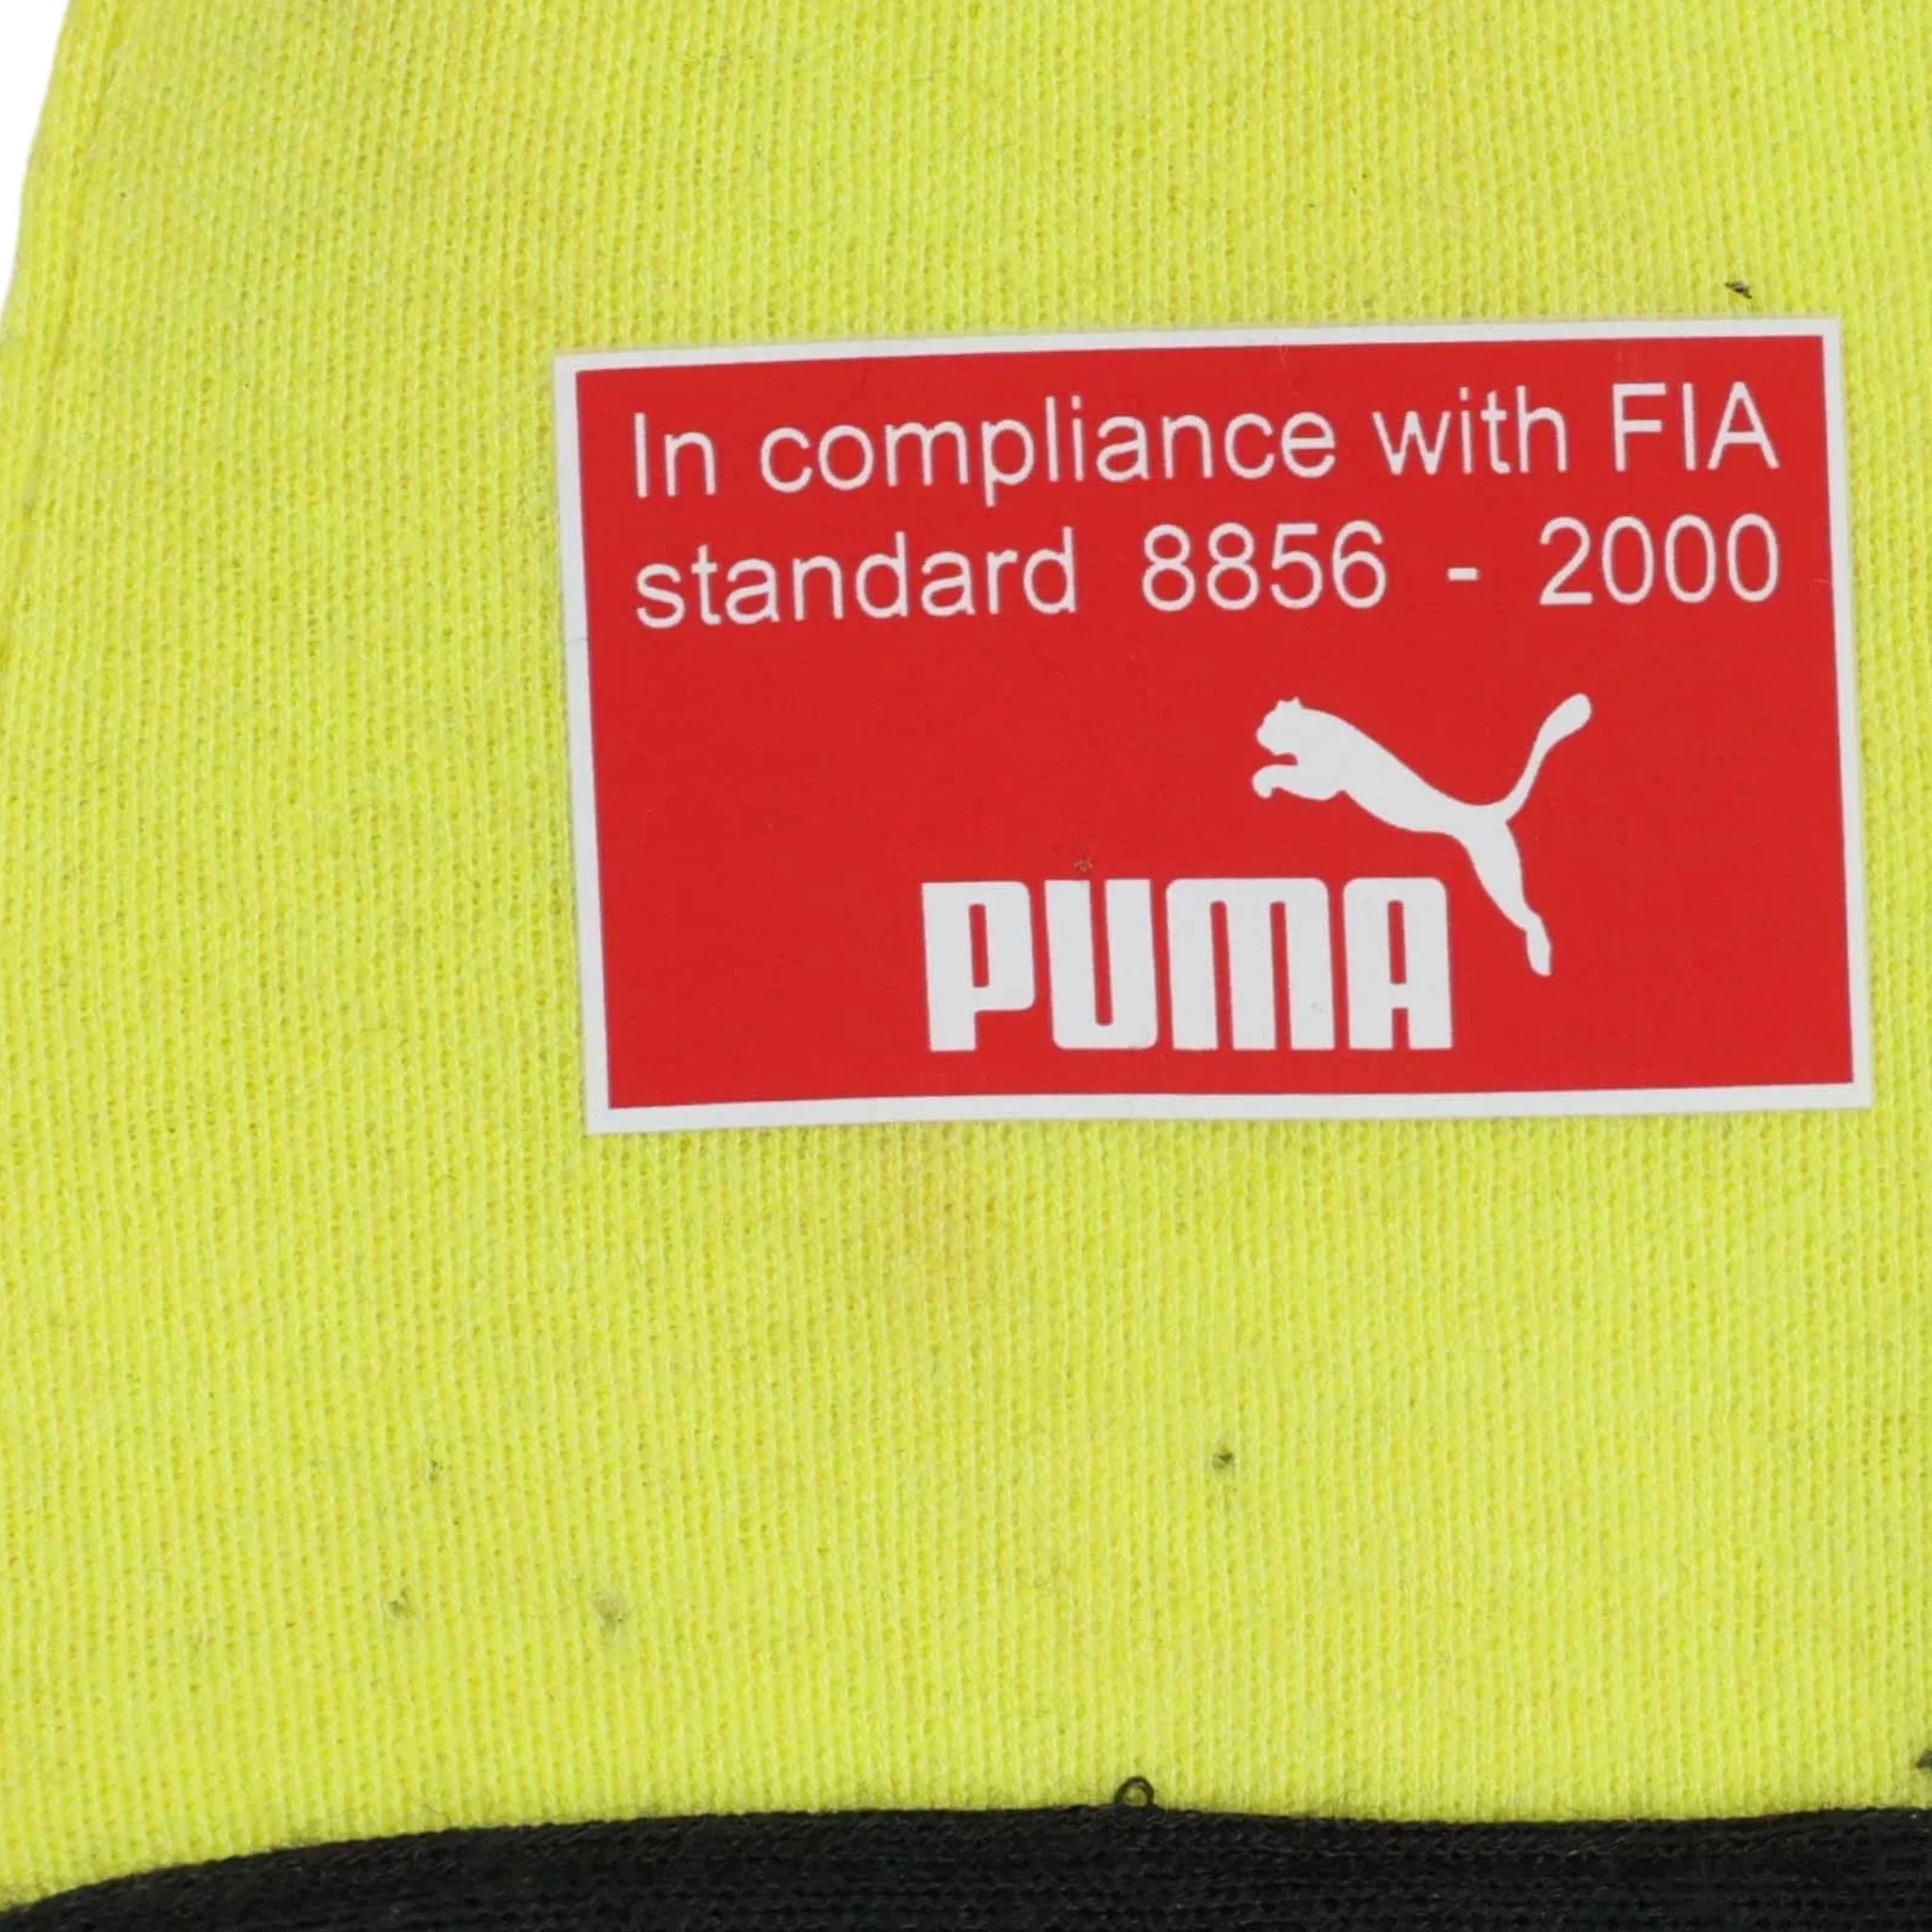 In compliance with FIA
standard 8856 - 2000
PUMA